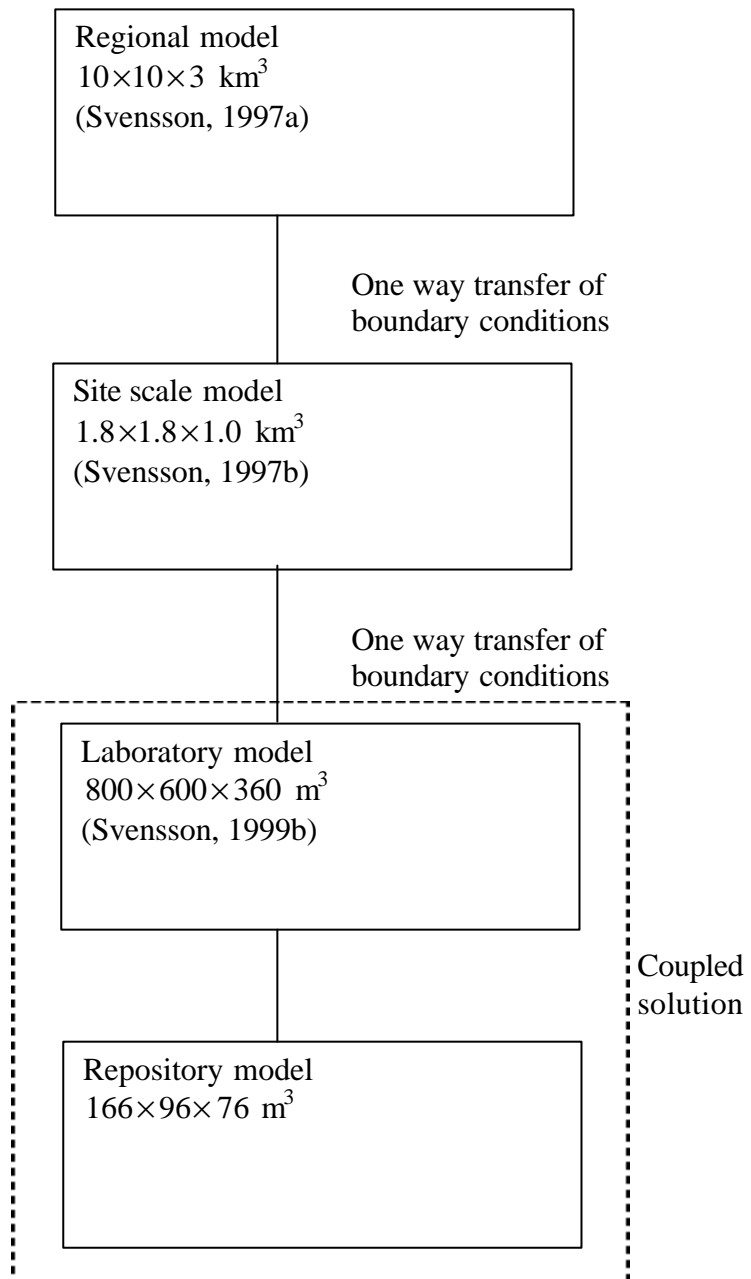 Regional model
10×10×3 km³
(Svensson, 1997a)
One way transfer of
boundary conditions
Site scale model
1.8×1.8×1.0 km³
(Svensson, 1997b)
One way transfer of
boundary conditions
Laboratory model
800×600×360 m³
(Svensson, 1999b)
Coupled
solution
Repository model
166×96×76 m³